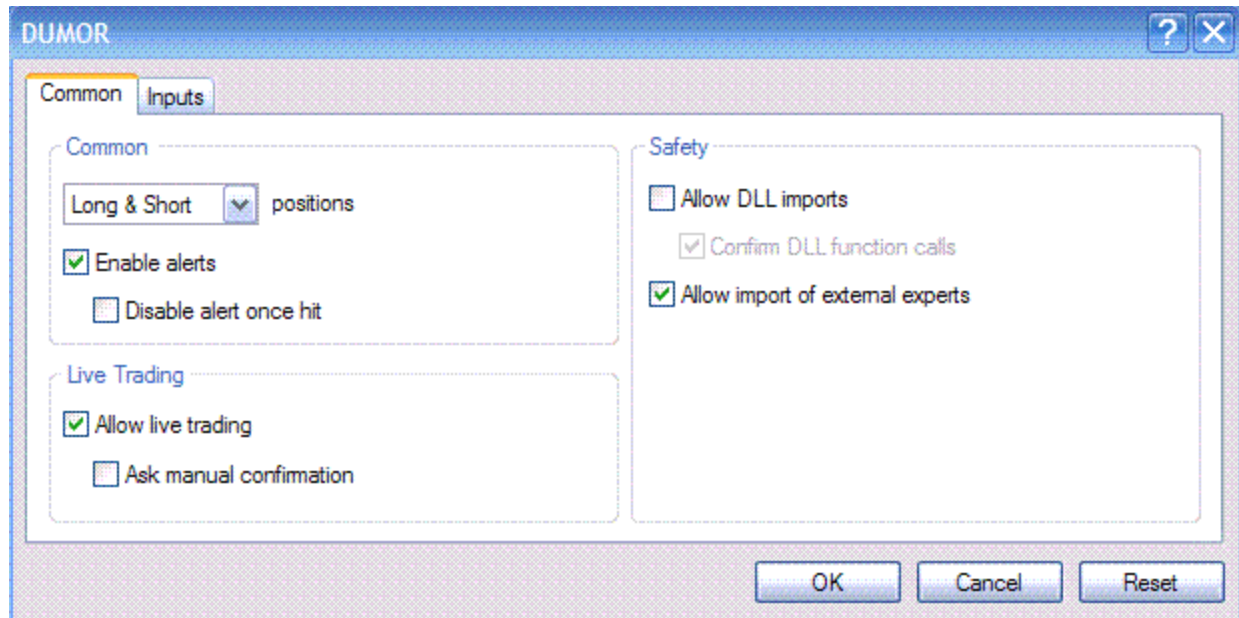 DUMOR
Common Inputs
Common
Long & Short positions
Enable alerts
Disable alert once hit
Live Trading
Allow live trading
Ask manual confirmation
Safety
Allow DLL imports
Confirm DLL function calls
Allow import of external experts
OK Cancel Reset